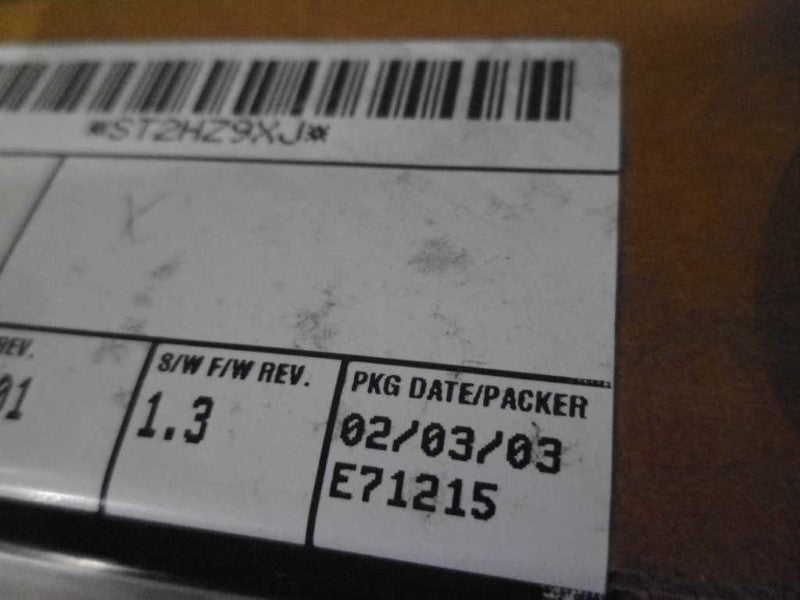 *ST2HZ9XJ*
REV.
01
S/W F/W REV.
1.3
PKG DATE/PACKER
02/03/03
E71215